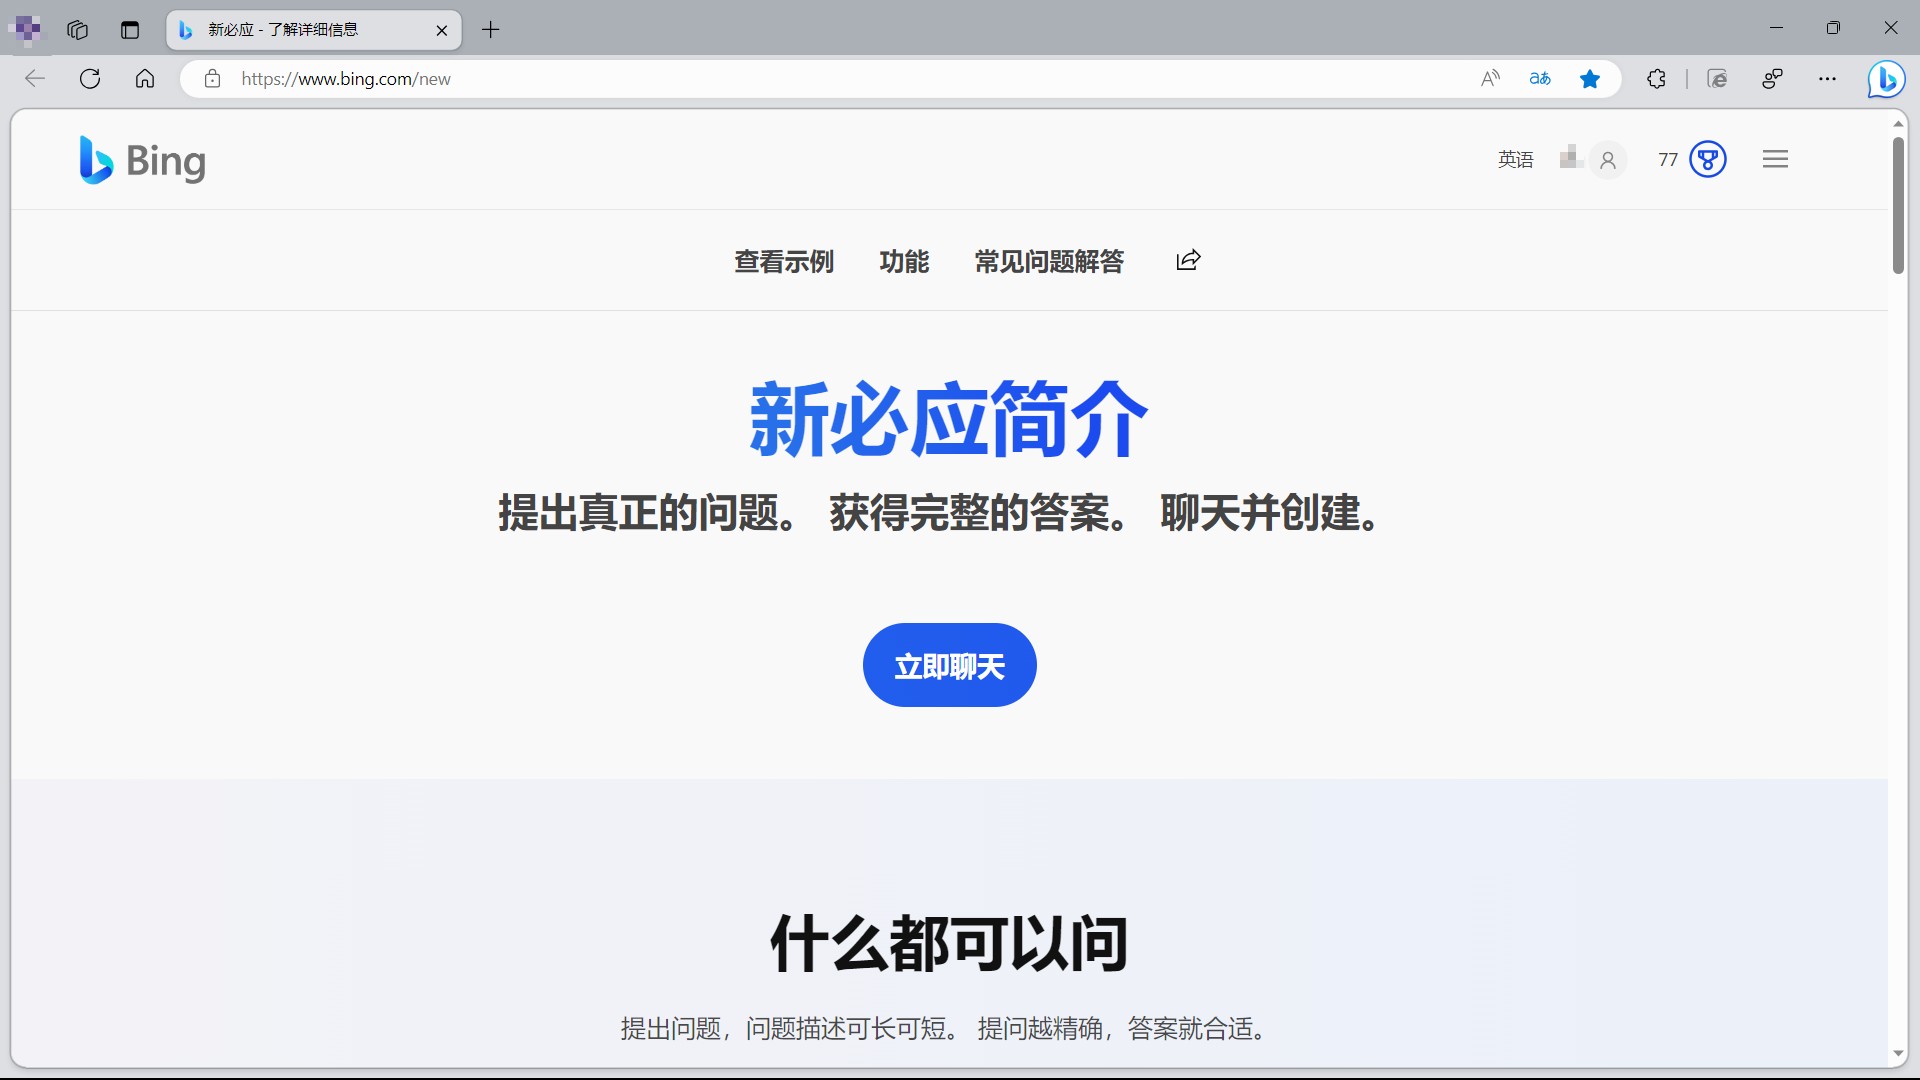 新必应 - 了解详细信息
https://www.bing.com/new
Bing
英语
77
查看示例
功能
常见问题解答
新必应简介
提出真正的问题。 获得完整的答案。 聊天并创建。
立即聊天
什么都可以问
提出问题，问题描述可长可短。 提问越精确，答案就合适。